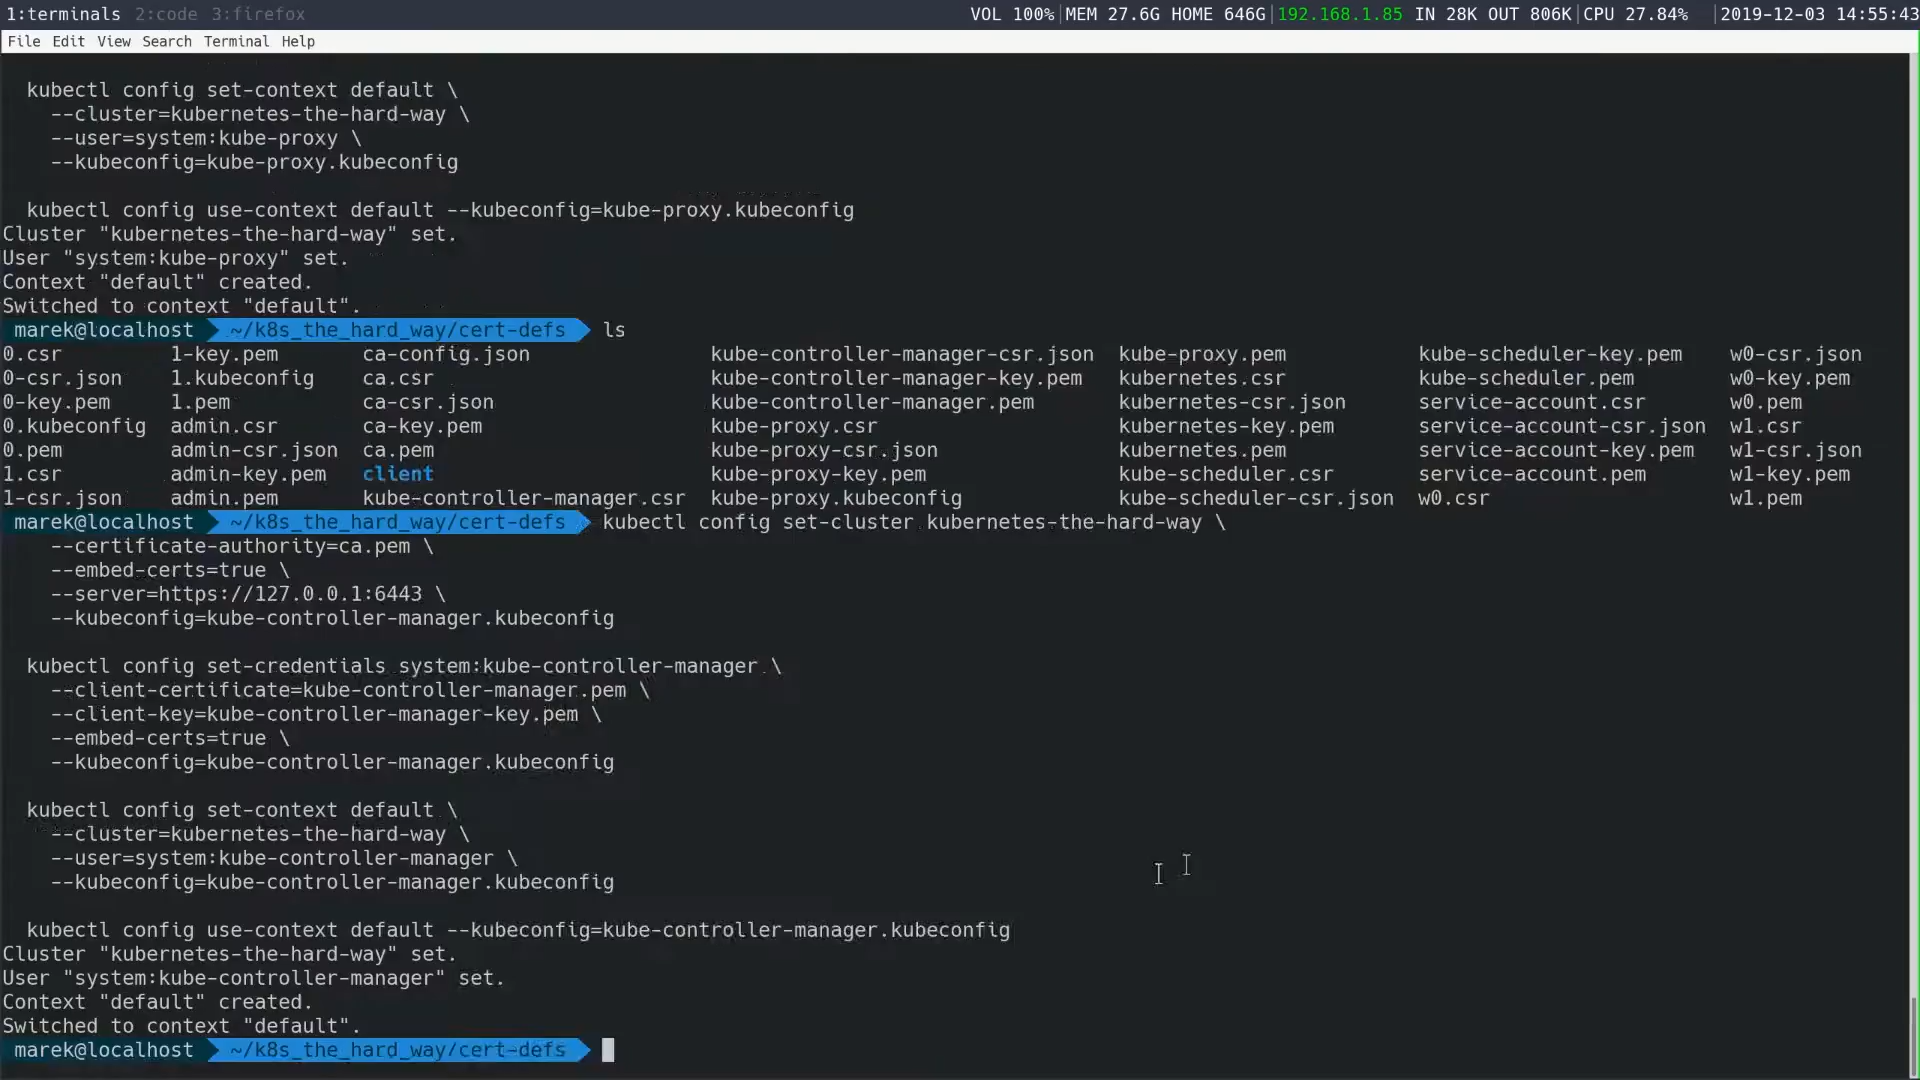 1:terminals 2:code 3:firefox VOL 100% MEM 27.6G HOME 646G 192.168.1.85 IN 28K OUT 806K CPU 27.84% 2019-12-03 14:55:43
File Edit View Search Terminal Help
  kubectl config set-context default \
    --cluster=kubernetes-the-hard-way \
    --user=system:kube-proxy \
    --kubeconfig=kube-proxy.kubeconfig
  kubectl config use-context default --kubeconfig=kube-proxy.kubeconfig
Cluster "kubernetes-the-hard-way" set.
User "system:kube-proxy" set.
Context "default" created.
Switched to context "default".
marek@localhost ~/k8s_the_hard_way/cert-defs ls
0.csr 1-key.pem ca-config.json kube-controller-manager-csr.json kube-proxy.pem kube-scheduler-key.pem w0-csr.json
0-csr.json 1.kubeconfig ca.csr kube-controller-manager-key.pem kubernetes.csr kube-scheduler.pem w0-key.pem
0-key.pem 1.pem ca-csr.json kube-controller-manager.pem kubernetes-csr.json service-account.csr w0.pem
0.kubeconfig admin.csr ca-key.pem kube-proxy.csr kubernetes-key.pem service-account-csr.json w1.csr
0.pem admin-csr.json ca.pem kube-proxy-csr.json kubernetes.pem service-account-key.pem w1-csr.json
1.csr admin-key.pem client kube-proxy-key.pem kube-scheduler.csr service-account.pem w1-key.pem
1-csr.json admin.pem kube-controller-manager.csr kube-proxy.kubeconfig kube-scheduler-csr.json w0.csr w1.pem
marek@localhost ~/k8s_the_hard_way/cert-defs kubectl config set-cluster kubernetes-the-hard-way \
    --certificate-authority=ca.pem \
    --embed-certs=true \
    --server=https://127.0.0.1:6443 \
    --kubeconfig=kube-controller-manager.kubeconfig
  kubectl config set-credentials system:kube-controller-manager \
    --client-certificate=kube-controller-manager.pem \
    --client-key=kube-controller-manager-key.pem \
    --embed-certs=true \
    --kubeconfig=kube-controller-manager.kubeconfig
  kubectl config set-context default \
    --cluster=kubernetes-the-hard-way \
    --user=system:kube-controller-manager \
    --kubeconfig=kube-controller-manager.kubeconfig
  kubectl config use-context default --kubeconfig=kube-controller-manager.kubeconfig
Cluster "kubernetes-the-hard-way" set.
User "system:kube-controller-manager" set.
Context "default" created.
Switched to context "default".
marek@localhost ~/k8s_the_hard_way/cert-defs